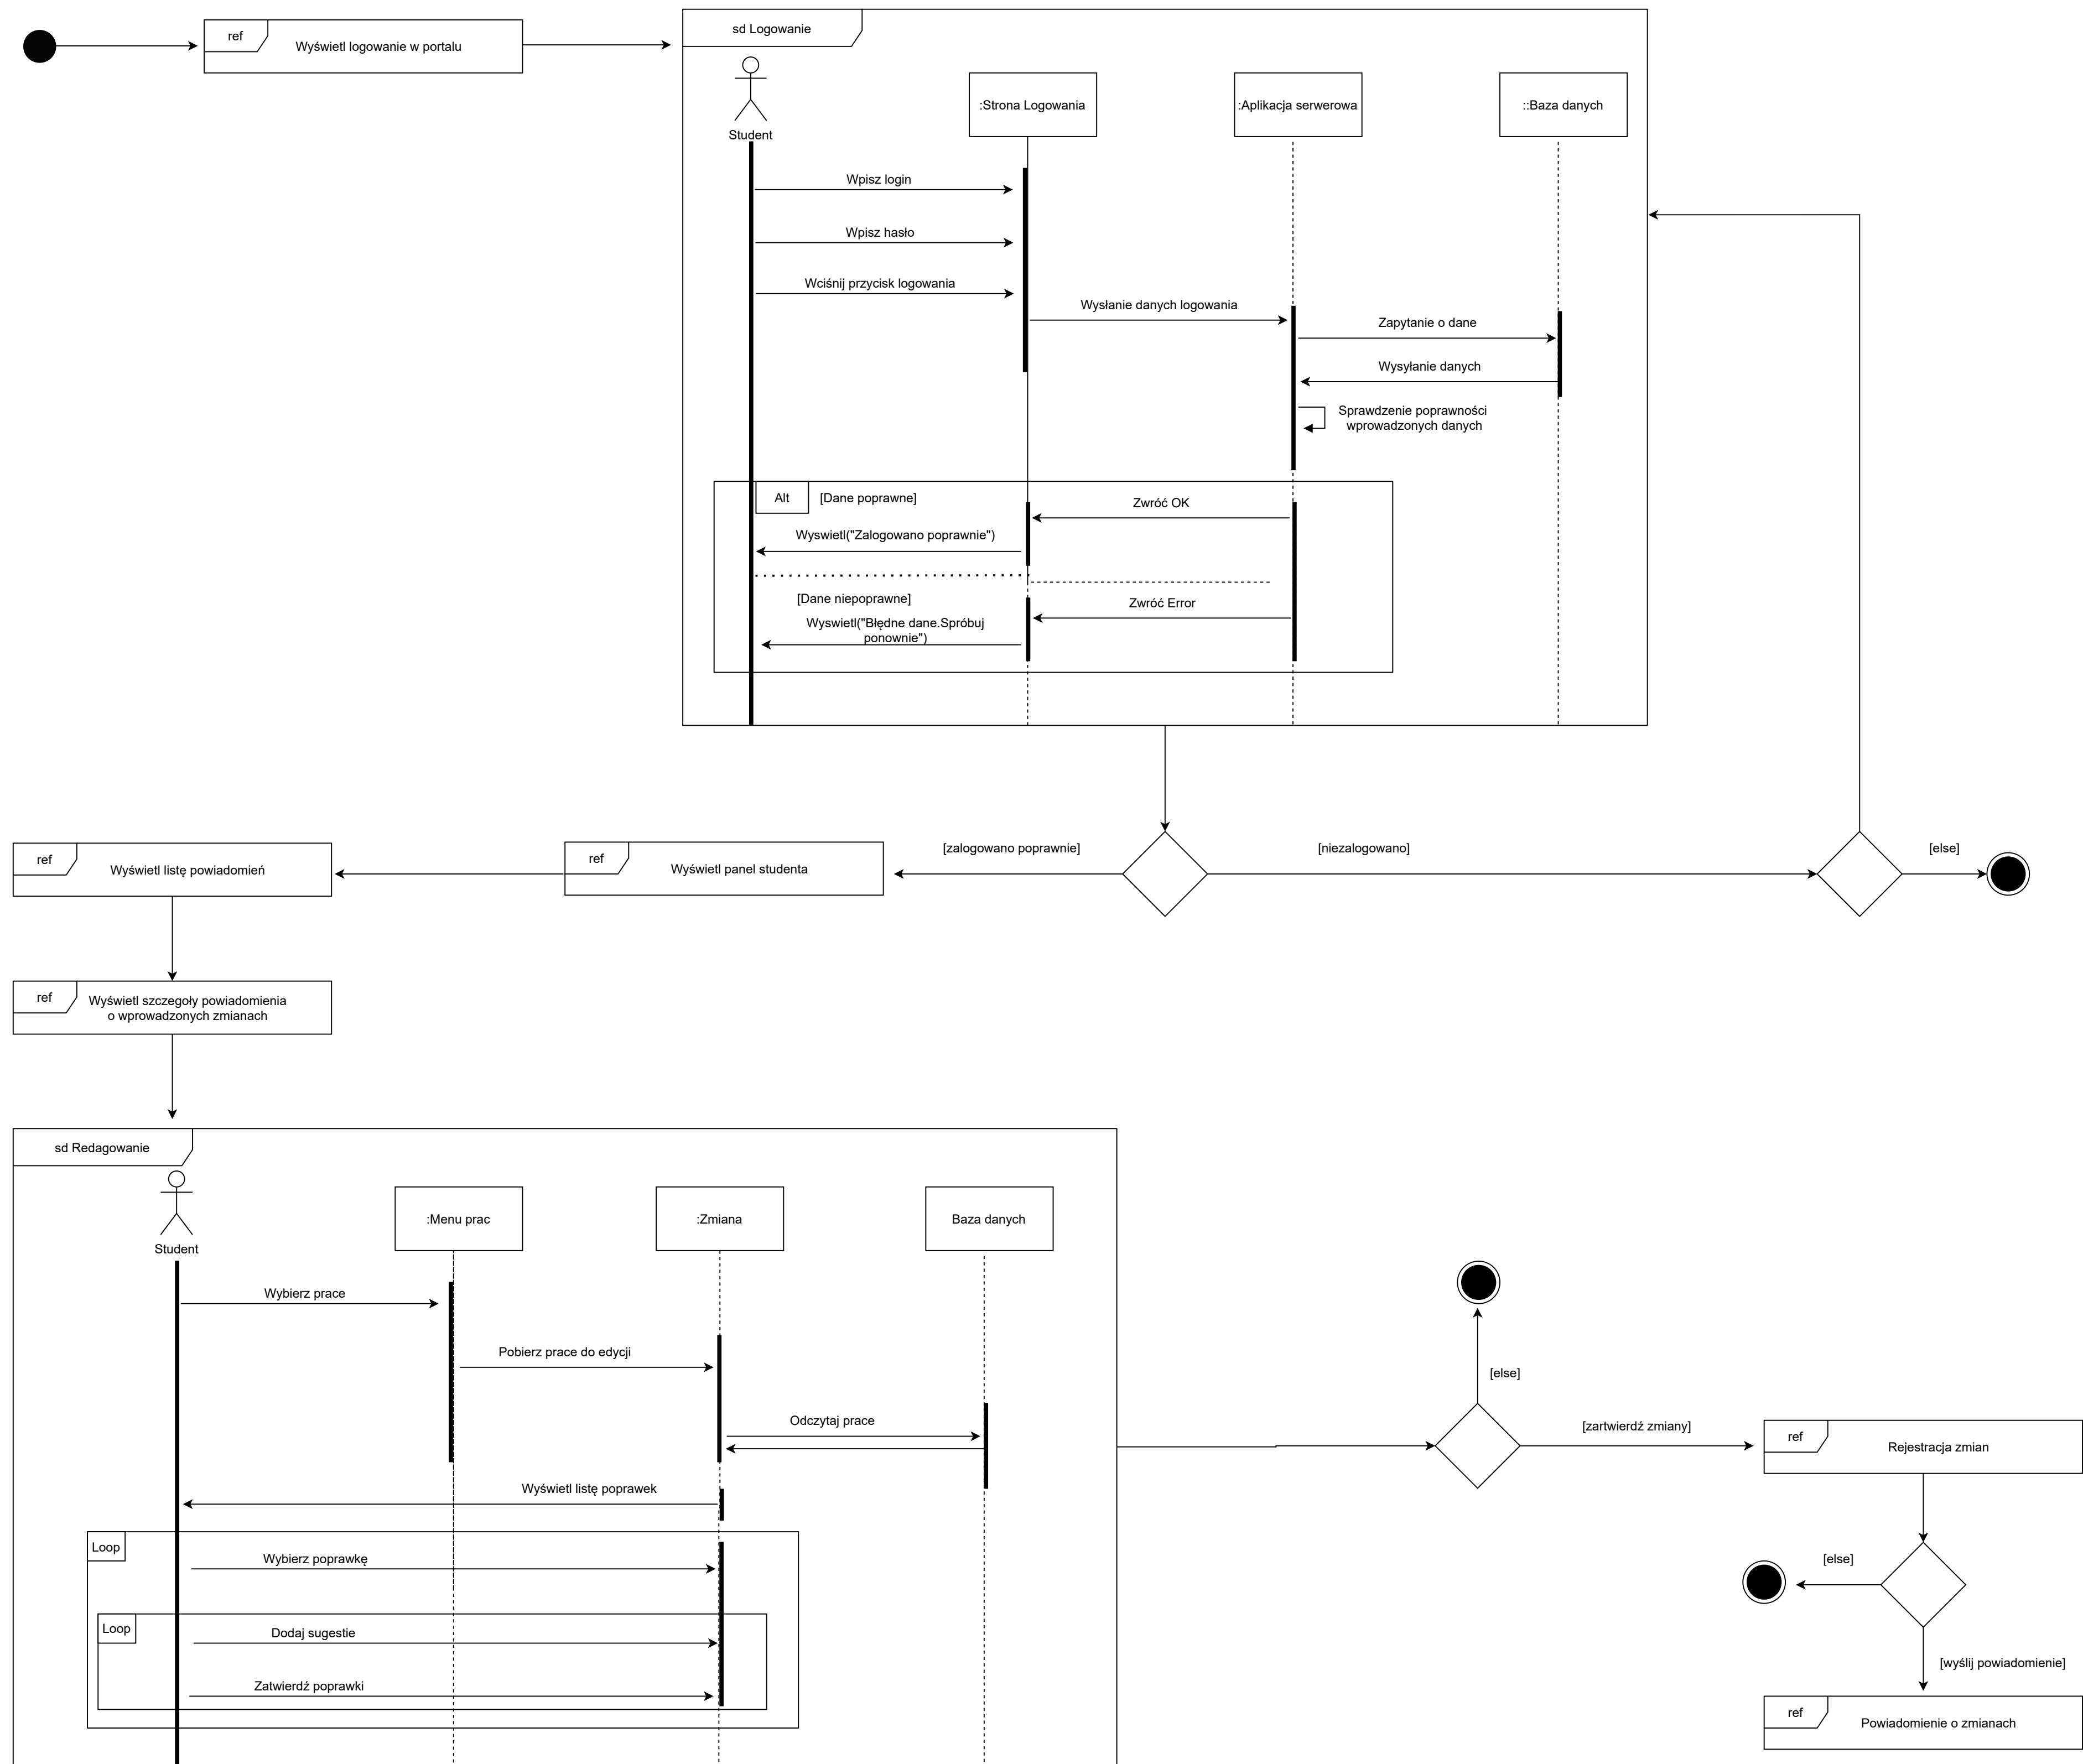 ref
Wyświetl logowanie w portalu
sd Logowanie
Student
:Strona Logowania
:Aplikacja serwerowa
::Baza danych
Wpisz login
Wpisz hasło
Wciśnij przycisk logowania
Wysłanie danych logowania
Zapytanie o dane
Wysyłanie danych
Sprawdzenie poprawności
wprowadzonych danych
Alt
[Dane poprawne]
Zwróć OK
Wyswietl("Zalogowano poprawnie")
[Dane niepoprawne]
Zwróć Error
Wyswietl("Błędne dane.Spróbuj
ponownie")
ref
Wyświetl listę powiadomień
ref
Wyświetl panel studenta
[zalogowano poprawnie]
[niezalogowano]
[else]
ref
Wyświetl szczegoły powiadomienia
o wprowadzonych zmianach
sd Redagowanie
Student
:Menu prac
:Zmiana
Baza danych
Wybierz prace
Pobierz prace do edycji
Odczytaj prace
Wyświetl listę poprawek
Loop
Wybierz poprawkę
Loop
Dodaj sugestie
Zatwierdź poprawki
[else]
[zartwierdź zmiany]
ref
Rejestracja zmian
[else]
[wyślij powiadomienie]
ref
Powiadomienie o zmianach